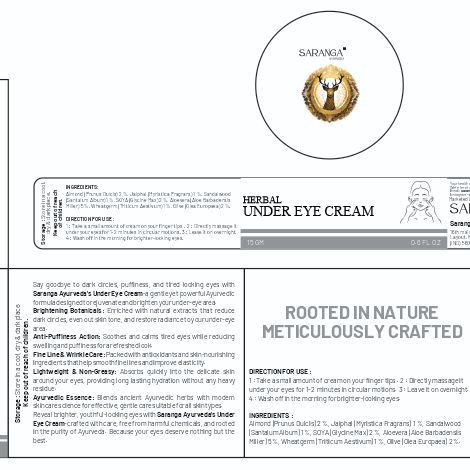 SARANGA
AYURVEDA
Storage : Store in a cool,
dry & dark place.
Keep out of reach
of children.
INGREDIENTS :
Almond (Prunus Dulcis) 2 %, Jaiphal (Myristica Fragrans) 1 %, Sandalwood
(Santalum Album) 1 %, SOYA (Glycine Max) 2 %, Aloevera (Aloe Barbadensis
Miller) 5 %, Wheatgerm (Triticum Aestivum) 1 %, Olive (Olea Europaea) 2 %.
DIRECTION FOR USE :
1 : Take a small amount of cream on your finger tips . 2 : Directly massage it
under your eyes for 1-2 minutes in circular motions. 3 : Leave it on overnight.
4 : Wash off in the morning for brighter-looking eyes.
HERBAL
UNDER EYE CREAM
15 GM
0.6 FL OZ
SA
Sarang
Storage : Store in a cool, dry & dark place.
Keep out of reach of children.
Say goodbye to dark circles, puffiness, and tired looking eyes with
Saranga Ayurveda's Under Eye Cream-a gentle yet powerful Ayurvedic
formula designed to rejuvenate and brighten your under-eye area
Brightening Botanicals: Enriched with natural extracts that reduce
dark circles, even out skin tone, and restore radiance to your under-eye
area.
Anti-Puffiness Action: Soothes and calms tired eyes while reducing
swelling and puffiness for a refreshed look
Fine Line & Wrinkle Care: Packed with antioxidants and skin-nourishing
ingredients that help smooth fine lines and improve elasticity.
Lightweight & Non-Greasy: Absorbs quickly into the delicate skin
around your eyes, providing long lasting hydration without any heavy
residue.
Ayurvedic Essence: Blends ancient Ayurvedic herbs with modern
skincare science for effective, gentle care suitable for all skin types
Reveal brighter, youthful-looking eyes with Saranga Ayurveda's Under
Eye Cream-crafted with care, free from harmful chemicals, and rooted
in the purity of Ayurveda. Because your eyes deserve nothing but the
best.
ROOTED IN NATURE
METICULOUSLY CRAFTED
DIRECTION FOR USE :
1 : Take a small amount of cream on your finger tips . 2 : Directly massage it
under your eyes for 1-2 minutes in circular motions. 3 : Leave it on overnight.
4 : Wash off in the morning for brighter-looking eyes.
INGREDIENTS :
Almond (Prunus Dulcis) 2 %, Jaiphal (Myristica Fragrans) 1 %, Sandalwood
(Santalum Album) 1 %, SOYA (Glycine Max) 2 %, Aloevera (Aloe Barbadensis
Miller) 5 %, Wheatgerm (Triticum Aestivum) 1 %, Olive (Olea Europaea) 2 %.